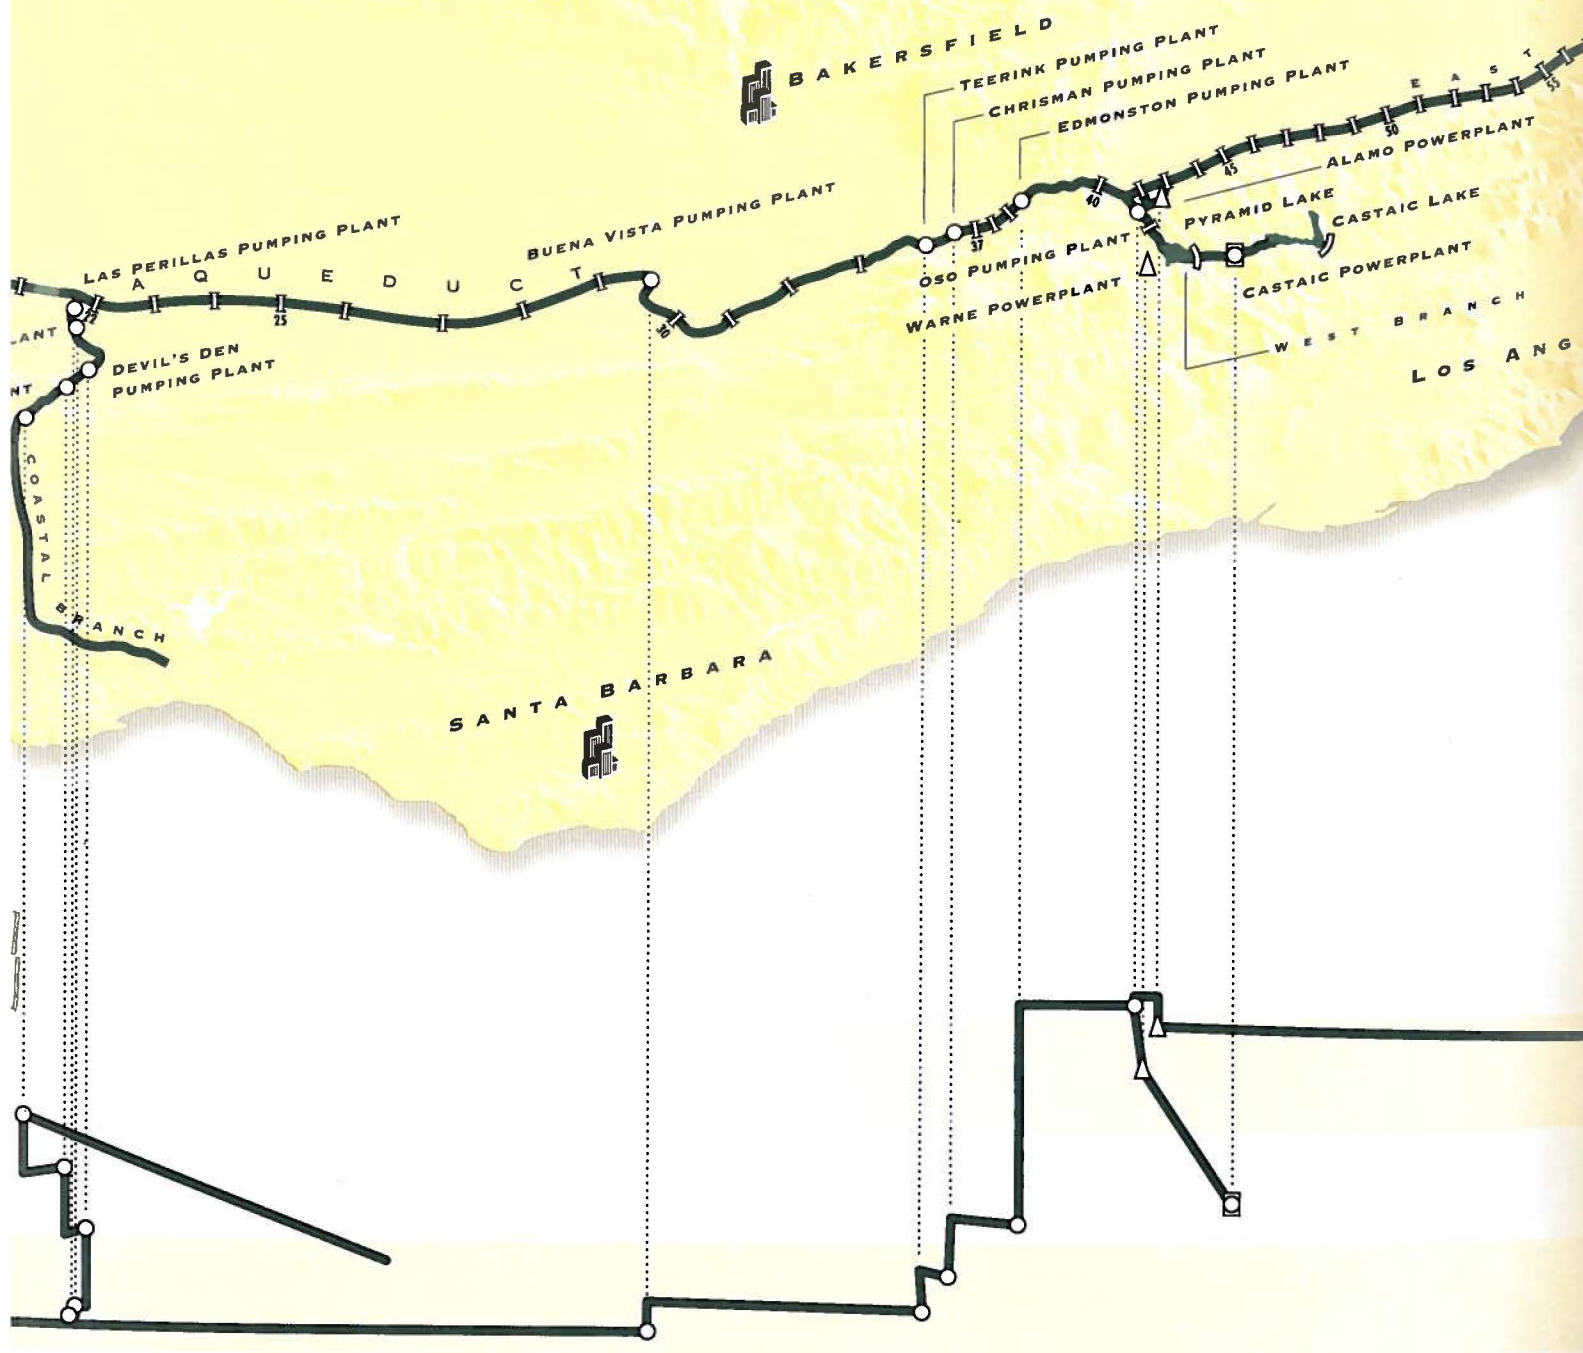 BAKERSFIELD
TEERINK PUMPING PLANT
CHRISMAN PUMPING PLANT
EDMONSTON PUMPING PLANT
EAST
55
50
45
ALAMO POWERPLANT
40
PYRAMID LAKE
CASTAIC LAKE
BUENA VISTA PUMPING PLANT
LAS PERILLAS PUMPING PLANT
AQUEDUCT
37
OSO PUMPING PLANT
CASTAIC POWERPLANT
WARNE POWERPLANT
25
30
WEST BRANCH
LANT
DEVIL'S DEN
PUMPING PLANT
NT
LOS ANG
COASTAL
BRANCH
SANTA BARBARA